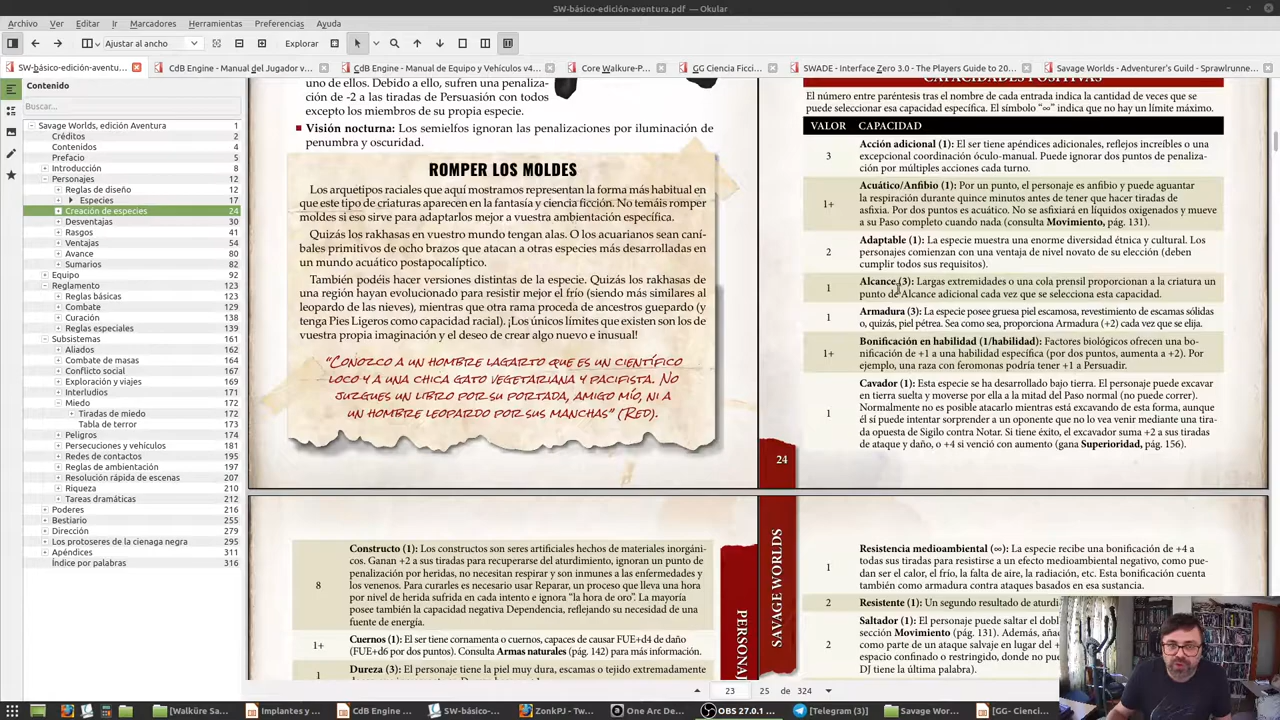 SW-básico-edición-aventura.pdf — Okular
Archivo Ver Editar Ir Marcadores Herramientas Preferencias Ayuda
Ajustar al ancho
Explorar
SW-básico-edición-aventu...
CdB Engine - Manual del Jugador v...
CdB Engine - Manual de Equipo y Vehículos v4...
Core Walkure-P...
GG Ciencia Ficci...
SWADE - Interface Zero 3.0 - The Players Guide to 20...
Savage Worlds - Adventurer's Guild - Sprawlrunne...
Contenido
Buscar...
Savage Worlds, edición Aventura 1
Créditos 2
Contenidos 4
Prefacio 5
Introducción 8
Personajes 12
Reglas de diseño 12
Especies 17
Creación de especies 24
Desventajas 30
Rasgos 41
Ventajas 54
Avance 80
Sumarios 82
Equipo 92
Reglamento 123
Reglas básicas 123
Combate 129
Curación 138
Reglas especiales 139
Subsistemas 161
Aliados 162
Combate de masas 164
Conflicto social 167
Exploración y viajes 169
Interludios 171
Miedo 172
Tiradas de miedo 172
Tabla de terror 173
Peligros 174
Persecuciones y vehículos 181
Redes de contactos 195
Reglas de ambientación 197
Resolución rápida de escenas 207
Riqueza 210
Tareas dramáticas 212
Poderes 216
Bestiario 255
Dirección 279
Los protoseres de la cienaga negra 295
Apéndices 311
Índice por palabras 316
uno de ellos. Debido a ello, sufren una penaliza-
ción de -2 a las tiradas de Persuasión con todos
excepto los miembros de su propia especie.
Visión nocturna: Los semielfos ignoran las penalizaciones por iluminación de
penumbra y oscuridad.
ROMPER LOS MOLDES
Los arquetipos raciales que aquí mostramos representan la forma más habitual en
que este tipo de criaturas aparecen en la fantasía y ciencia ficción. No temáis romper
moldes si eso sirve para adaptarlos mejor a vuestra ambientación específica.
Quizás los rakhasas en vuestro mundo tengan alas. O los acuarianos sean caní-
bales primitivos de ocho brazos que atacan a otras especies más desarrolladas en
un mundo acuático postapocalíptico.
También podéis hacer versiones distintas de la especie. Quizás los rakhasas de
una región hayan evolucionado para resistir mejor el frío (siendo más similares al
leopardo de las nieves), mientras que otra rama proceda de ancestros guepardo (y
tenga Pies Ligeros como capacidad racial). ¡Los únicos límites que existen son los de
vuestra propia imaginación y el deseo de crear algo nuevo e inusual!
"Conozco a un hombre lagarto que es un científico
loco y a una chica gato vegetariana y pacifista. No
juzgues un libro por su portada, amigo mío, ni a
un hombre leopardo por sus manchas" (Red).
CAPACIDADES POSITIVAS
El número entre paréntesis tras el nombre de cada entrada indica la cantidad de veces que se
puede seleccionar esa capacidad específica. El símbolo "∞" indica que no hay un límite máximo.
VALOR CAPACIDAD
3
Acción adicional (1): El ser tiene apéndices adicionales, reflejos increíbles o una
excepcional coordinación óculo-manual. Puede ignorar dos puntos de penaliza-
ción por múltiples acciones cada turno.
1+
Acuático/Anfibio (1): Por un punto, el personaje es anfibio y puede aguantar
la respiración durante quince minutos antes de tener que hacer tiradas de
asfixia. Por dos puntos es acuático. No se asfixiará en líquidos oxigenados y mueve
a su Paso completo cuando nada (consulta Movimiento, pág. 131).
2
Adaptable (1): La especie muestra una enorme diversidad étnica y cultural. Los
personajes comienzan con una ventaja de nivel novato de su elección (deben
cumplir todos sus requisitos).
1
Alcance (3): Largas extremidades o una cola prensil proporcionan a la criatura un
punto de Alcance adicional cada vez que se selecciona esta capacidad.
1
Armadura (3): La especie posee gruesa piel escamosa, revestimiento de escamas sólidas
o, quizás, piel pétrea. Sea como sea, proporciona Armadura (+2) cada vez que se elija.
1+
Bonificación en habilidad (1/habilidad): Factores biológicos ofrecen una bo-
nificación de +1 a una habilidad específica (por dos puntos, aumenta a +2). Por
ejemplo, una raza con feromonas podría tener +1 a Persuadir.
1
Cavador (1): Esta especie se ha desarrollado bajo tierra. El personaje puede excavar
en tierra suelta y moverse por ella a la mitad del Paso normal (no puede correr).
Normalmente no es posible atacarlo mientras está excavando de esta forma, aunque
él sí puede intentar sorprender a un oponente que no lo vea venir mediante una tira-
da opuesta de Sigilo contra Notar. Si tiene éxito, el excavador suma +2 a sus tiradas
de ataque y daño, o +4 si venció con aumento (gana Superioridad, pág. 156).
24
8
Constructo (1): Los constructos son seres artificiales hechos de materiales inorgáni-
cos. Ganan +2 a sus tiradas para recuperarse del aturdimiento, ignoran un punto de
penalización por heridas, no necesitan respirar y son inmunes a las enfermedades y
los venenos. Para curarles es necesario usar Reparar, un proceso que lleva una hora
por nivel de herida sufrida en cada intento e ignora "la hora de oro". La mayoría
posee también la capacidad negativa Dependencia, reflejando su necesidad de una
fuente de energía.
1+
Cuernos (1): El ser tiene cornamenta o cuernos, capaces de causar FUE+d4 de daño
(FUE+d6 por dos puntos). Consulta Armas naturales (pág. 142) para más información.
1
Dureza (3): El personaje tiene la piel muy dura, escamas o tejido extremadamente
PERSONAJ
SAVAGE WORLDS
1
Resistencia medioambiental (∞): La especie recibe una bonificación de +4 a
todas sus tiradas para resistirse a un efecto medioambiental negativo, como pue-
dan ser el calor, el frío, la falta de aire, la radiación, etc. Esta bonificación cuenta
también como armadura contra ataques basados en esa sustancia.
2
Resistente (1): Un segundo resultado de aturdi
2
Saltador (1): El personaje puede saltar el dob
sección Movimiento (pág. 131). Además, aña
como parte de un ataque salvaje en lugar del +
espacio confinado o restringido, donde no pue
DJ tiene la última palabra).
23 25 de 324
[Walküre Sa...
Implantes y ...
CdB Engine ...
SW-básico-...
ZonkPJ - Tw...
One Arc De...
OBS 27.0.1 ...
[Telegram (3)]
Savage Wor...
[GG- Cienci...